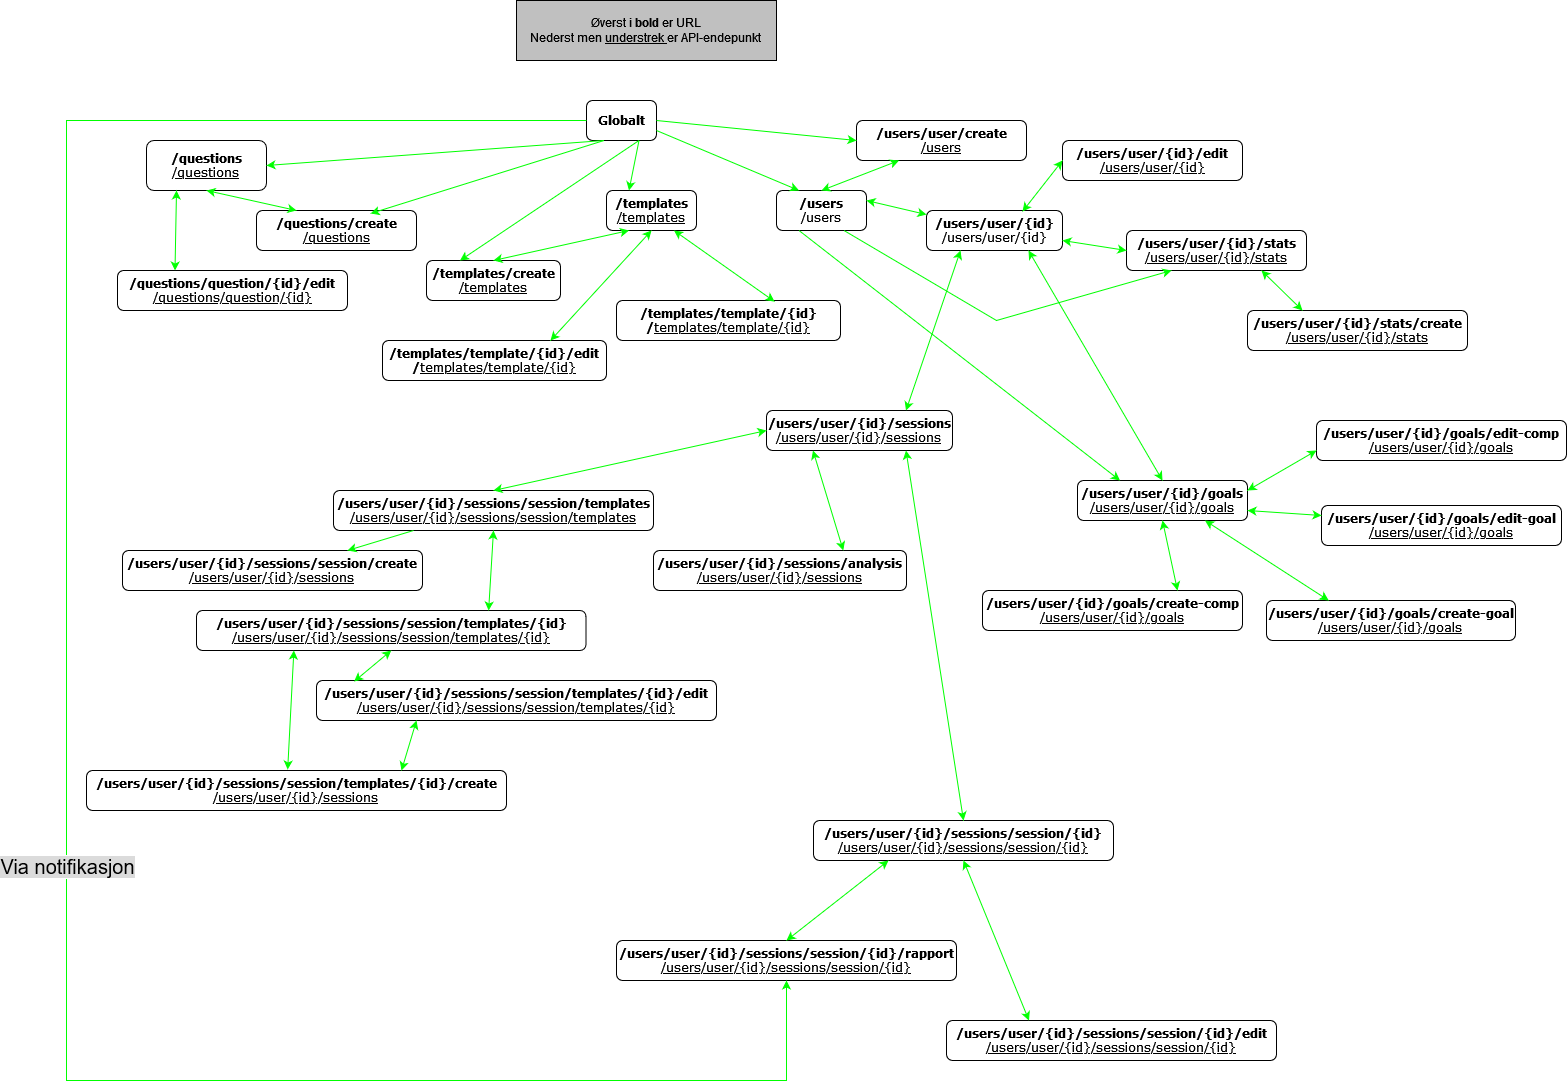 Øverst i bold er URL
Nederst men understrek er API-endepunkt
Globalt
/users/user/create
/users
/questions
/questions
/users/user/{id}/edit
/users/user/{id}
/templates
/templates
/users
/users
/questions/create
/questions
/users/user/{id}
/users/user/{id}
/users/user/{id}/stats
/users/user/{id}/stats
/templates/create
/templates
/questions/question/{id}/edit
/questions/question/{id}
/templates/template/{id}
/templates/template/{id}
/users/user/{id}/stats/create
/users/user/{id}/stats
/templates/template/{id}/edit
/templates/template/{id}
/users/user/{id}/sessions
/users/user/{id}/sessions
/users/user/{id}/goals/edit-comp
/users/user/{id}/goals
/users/user/{id}/goals
/users/user/{id}/goals
/users/user/{id}/sessions/session/templates
/users/user/{id}/sessions/session/templates
/users/user/{id}/goals/edit-goal
/users/user/{id}/goals
/users/user/{id}/sessions/session/create
/users/user/{id}/sessions
/users/user/{id}/sessions/analysis
/users/user/{id}/sessions
/users/user/{id}/goals/create-comp
/users/user/{id}/goals
/users/user/{id}/goals/create-goal
/users/user/{id}/goals
/users/user/{id}/sessions/session/templates/{id}
/users/user/{id}/sessions/session/templates/{id}
/users/user/{id}/sessions/session/templates/{id}/edit
/users/user/{id}/sessions/session/templates/{id}
/users/user/{id}/sessions/session/templates/{id}/create
/users/user/{id}/sessions
/users/user/{id}/sessions/session/{id}
/users/user/{id}/sessions/session/{id}
Via notifikasjon
/users/user/{id}/sessions/session/{id}/rapport
/users/user/{id}/sessions/session/{id}
/users/user/{id}/sessions/session/{id}/edit
/users/user/{id}/sessions/session/{id}